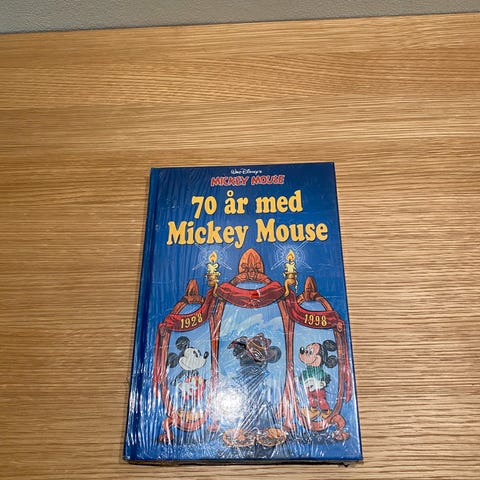 Walt Disney's
MICKEY MOUSE
70 år med
Mickey Mouse
1928
1998